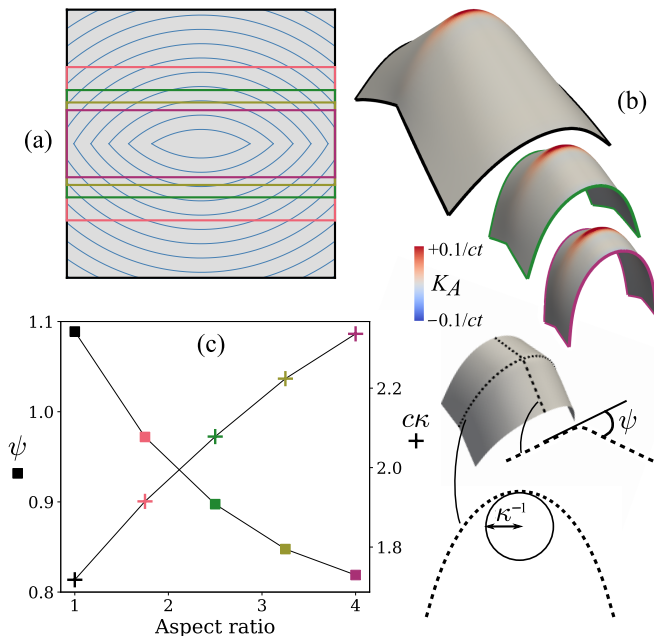 (a)
(b)
+0.1/ct
K_A
−0.1/ct
(c)
1.1
1.0
0.9
0.8
ψ
1
2
3
4
Aspect ratio
2.2
2.0
1.8
cκ
ψ
κ⁻¹